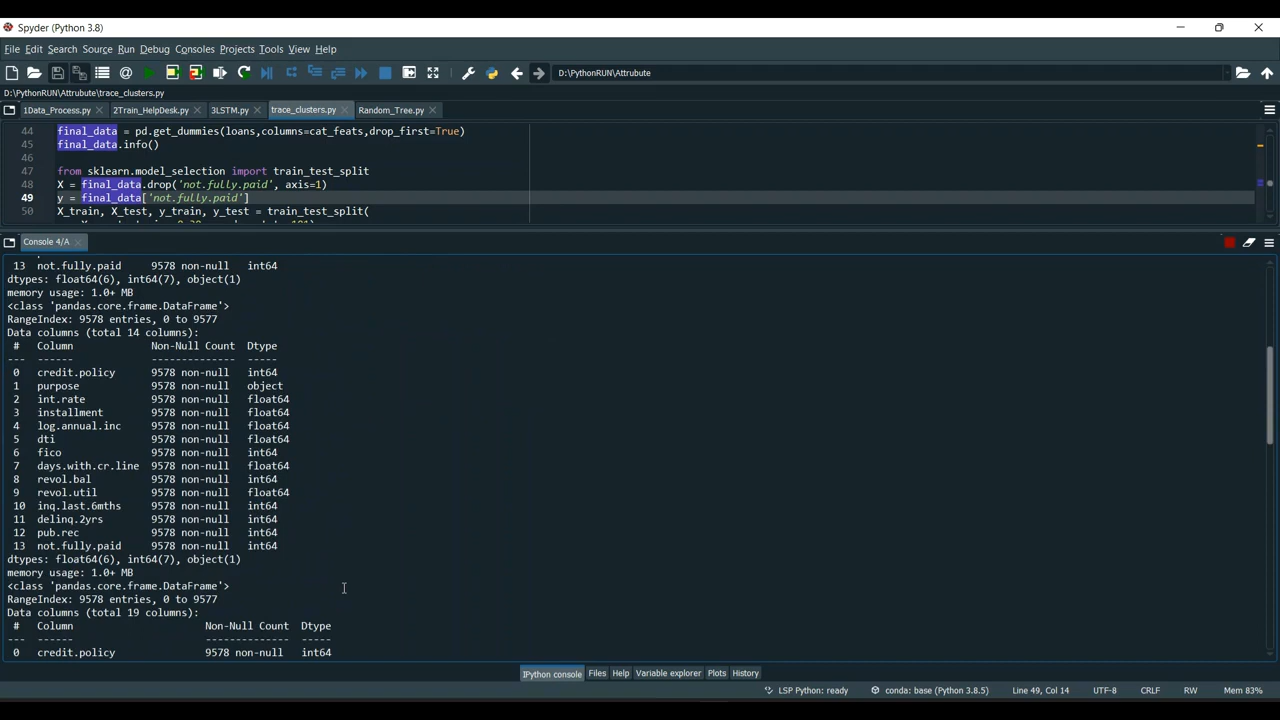 Spyder (Python 3.8)
File Edit Search Source Run Debug Consoles Projects Tools View Help
D:\PythonRUN\Attrubute
D:\PythonRUN\Attrubute\trace_clusters.py
1Data_Process.py 2Train_HelpDesk.py 3LSTM.py trace_clusters.py Random_Tree.py
44 final_data = pd.get_dummies(loans,columns=cat_feats,drop_first=True)
45 final_data.info()
46
47 from sklearn.model_selection import train_test_split
48 X = final_data.drop('not.fully.paid', axis=1)
49 y = final_data['not.fully.paid']
50 X_train, X_test, y_train, y_test = train_test_split(
Console 4/A
13 not.fully.paid 9578 non-null int64
dtypes: float64(6), int64(7), object(1)
memory usage: 1.0+ MB
<class 'pandas.core.frame.DataFrame'>
RangeIndex: 9578 entries, 0 to 9577
Data columns (total 14 columns):
# Column Non-Null Count Dtype
--- ------ -------------- -----
0 credit.policy 9578 non-null int64
1 purpose 9578 non-null object
2 int.rate 9578 non-null float64
3 installment 9578 non-null float64
4 log.annual.inc 9578 non-null float64
5 dti 9578 non-null float64
6 fico 9578 non-null int64
7 days.with.cr.line 9578 non-null float64
8 revol.bal 9578 non-null int64
9 revol.util 9578 non-null float64
10 inq.last.6mths 9578 non-null int64
11 delinq.2yrs 9578 non-null int64
12 pub.rec 9578 non-null int64
13 not.fully.paid 9578 non-null int64
dtypes: float64(6), int64(7), object(1)
memory usage: 1.0+ MB
<class 'pandas.core.frame.DataFrame'>
RangeIndex: 9578 entries, 0 to 9577
Data columns (total 19 columns):
# Column Non-Null Count Dtype
--- ------ -------------- -----
0 credit.policy 9578 non-null int64
IPython console Files Help Variable explorer Plots History
LSP Python: ready conda: base (Python 3.8.5) Line 49, Col 14 UTF-8 CRLF RW Mem 83%